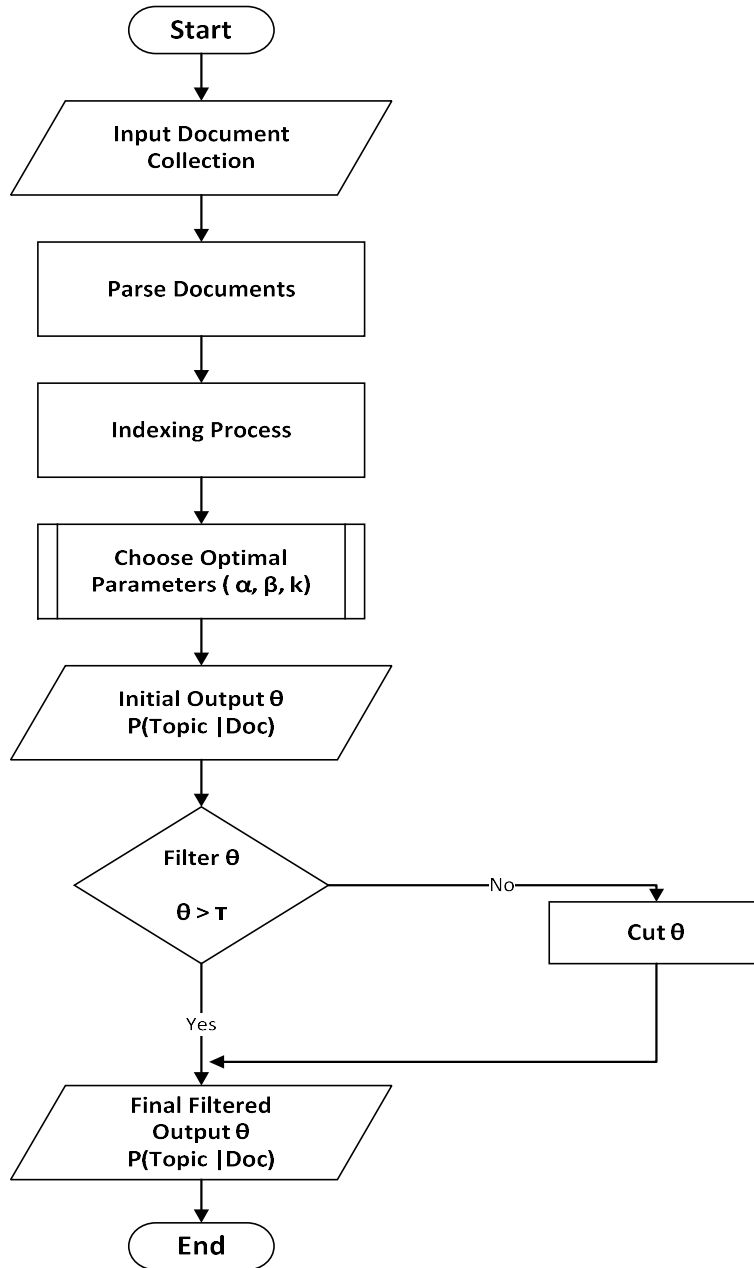 Start
Input Document
Collection
Parse Documents
Indexing Process
Choose Optimal
Parameters ( α, β, k)
Initial Output θ
P(Topic |Doc)
Filter θ
θ > τ
No
Cut θ
Yes
Final Filtered
Output θ
P(Topic |Doc)
End